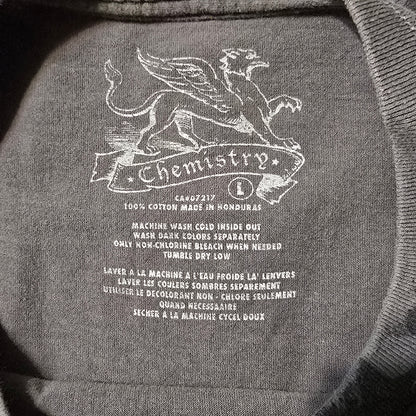 Chemistry
L
CA#07217
100% COTTON MADE IN HONDURAS
MACHINE WASH COLD INSIDE OUT
WASH DARK COLORS SEPARATELY
ONLY NON-CHLORINE BLEACH WHEN NEEDED
TUMBLE DRY LOW
LAVER A LA MACHINE A L'EAU FROIDE LA' LENVERS
LAVER LES COULERS SOMBRES SEPAREMENT
UTILISER LE DECOLORANT NON - CHLORE SEULEMENT
QUAND NECESSAIRE
SECHER A LA MACHINE CYCEL DOUX